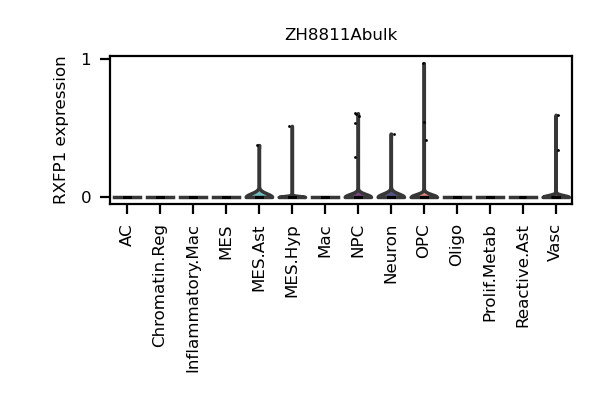 ZH8811Abulk
RXFP1 expression
1
0
AC
Chromatin.Reg
Inflammatory.Mac
MES
MES.Ast
MES.Hyp
Mac
NPC
Neuron
OPC
Oligo
Prolif.Metab
Reactive.Ast
Vasc